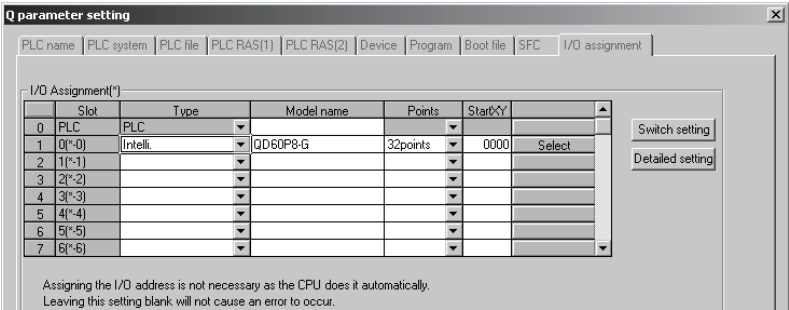 Q parameter setting
PLC name PLC system PLC file PLC RAS(1) PLC RAS(2) Device Program Boot file SFC I/O assignment
I/O Assignment(*)
Slot Type Model name Points StartXY
0 PLC PLC
1 0(*-0) Intelli. QD60P8-G 32points 0000 Select
2 1(*-1)
3 2(*-2)
4 3(*-3)
5 4(*-4)
6 5(*-5)
7 6(*-6)
Switch setting
Detailed setting
Assigning the I/O address is not necessary as the CPU does it automatically.
Leaving this setting blank will not cause an error to occur.